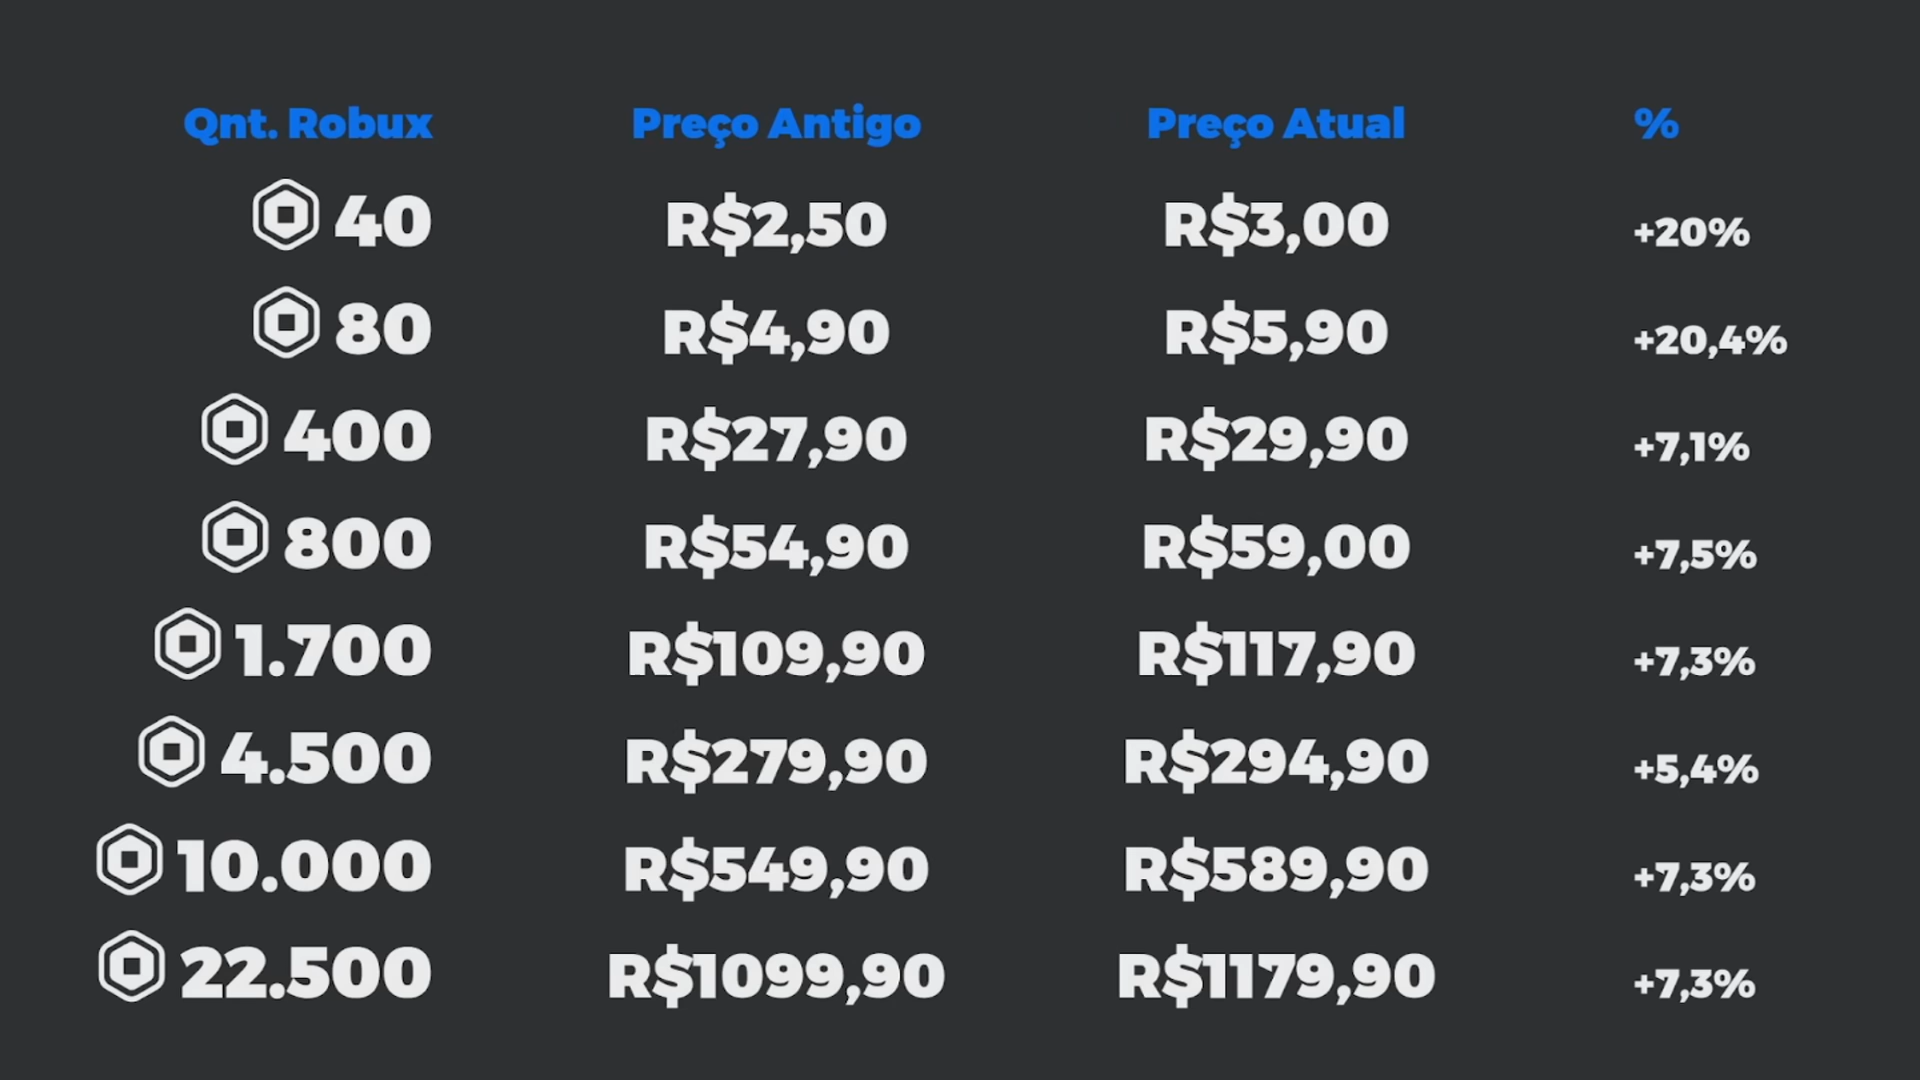 Qnt. Robux Preço Antigo Preço Atual %
40 R$2,50 R$3,00 +20%
80 R$4,90 R$5,90 +20,4%
400 R$27,90 R$29,90 +7,1%
800 R$54,90 R$59,00 +7,5%
1.700 R$109,90 R$117,90 +7,3%
4.500 R$279,90 R$294,90 +5,4%
10.000 R$549,90 R$589,90 +7,3%
22.500 R$1099,90 R$1179,90 +7,3%